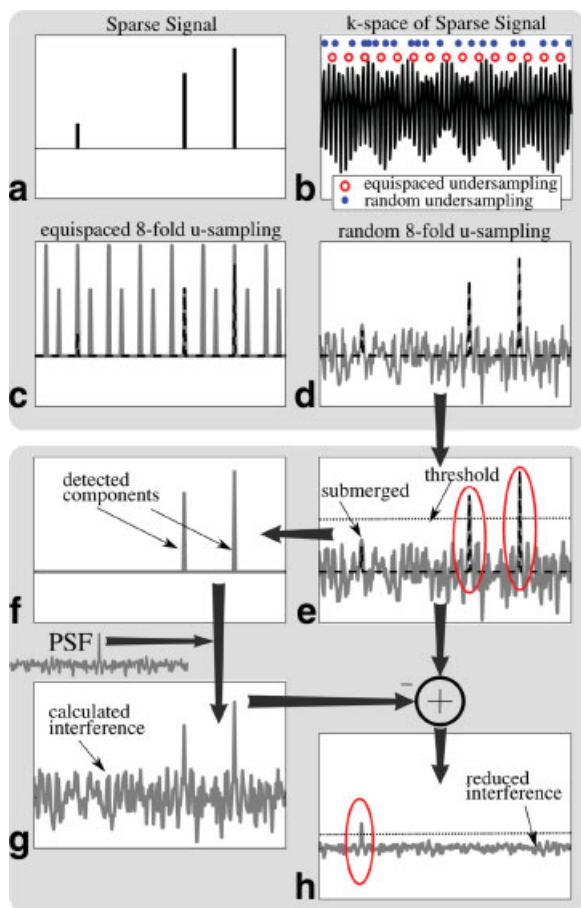 Sparse Signal
k-space of Sparse Signal
a
b
equispaced undersampling
random undersampling
equispaced 8-fold u-sampling
random 8-fold u-sampling
c
d
detected
components
submerged
threshold
f
e
PSF
calculated
interference
−
+
g
reduced
interference
h